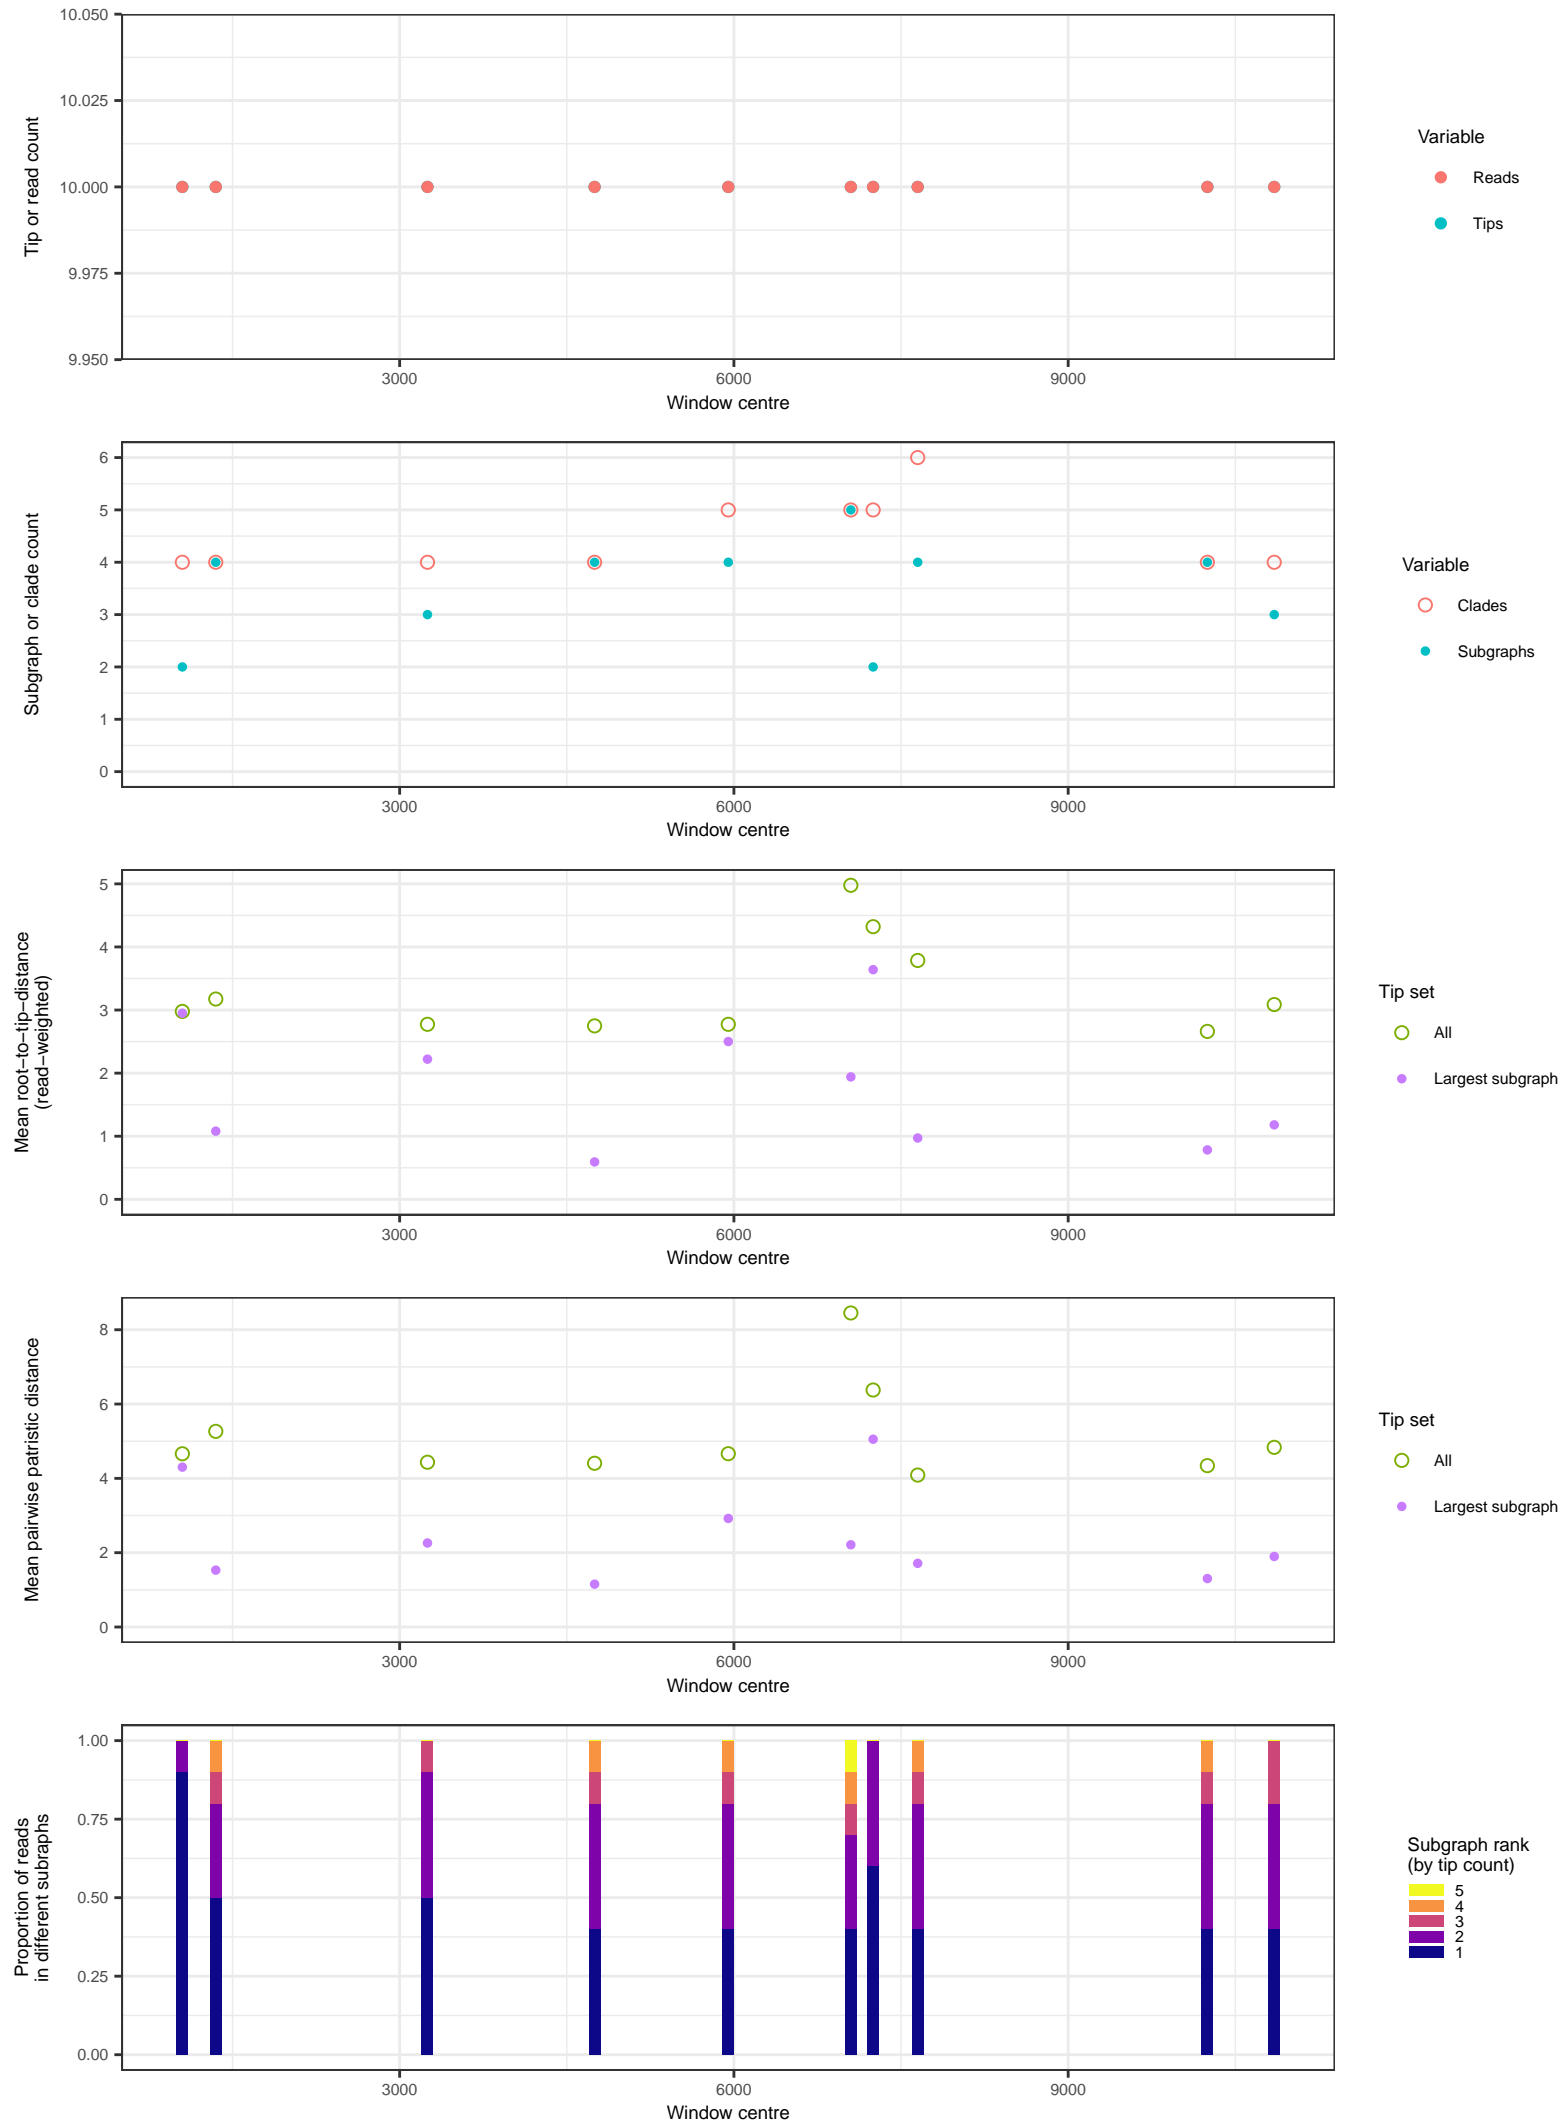 10.050
10.025
10.000
9.975
9.950
Tip or read count
3000
6000
9000
Window centre
Variable
Reads
Tips
6
5
4
3
2
1
0
Subgraph or clade count
3000
6000
9000
Window centre
Variable
Clades
Subgraphs
5
4
3
2
1
0
Mean root−to−tip−distance
(read−weighted)
3000
6000
9000
Window centre
Tip set
All
Largest subgraph
8
6
4
2
0
Mean pairwise patristic distance
3000
6000
9000
Window centre
Tip set
All
Largest subgraph
1.00
0.75
0.50
0.25
0.00
Proportion of reads
in different subraphs
3000
6000
9000
Window centre
Subgraph rank
(by tip count)
5
4
3
2
1